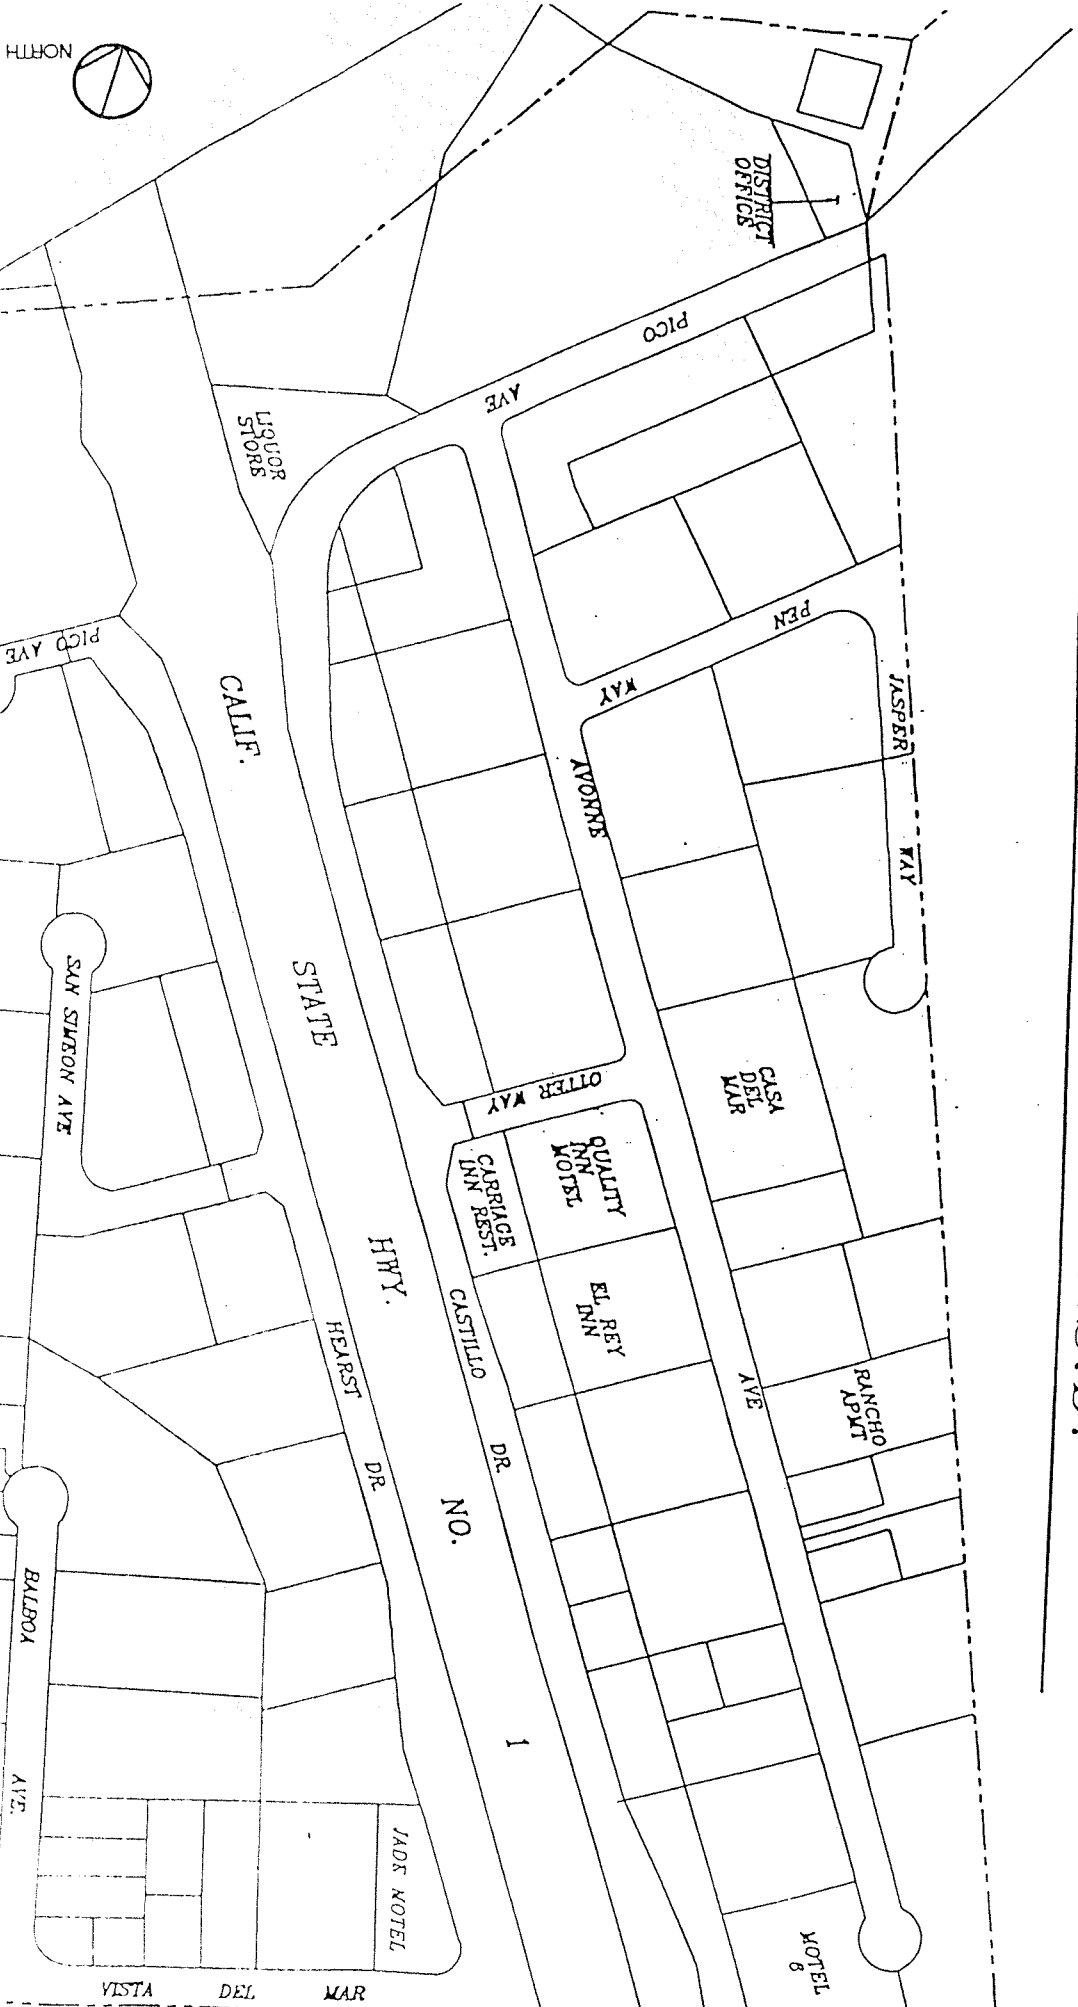 NORTH
DISTRICT
OFFICE
PICO
AVE
LIQUOR
STORE
PEN
WAY
PICO AVE
CALIF.
JASPER
WAY
AVONNE
SAN SIMEON AVE
STATE
OTTER WAY
CASA
DEL
MAR
QUALITY
INN
MOTEL
CARRIAGE
INN REST.
HWY.
EL REY
INN
CASTILLO
DR
HEARST
DR
AVE
RANCHO
APMT
NO.
1
BALBOA
AVE.
JADE MOTEL
MOTEL
6
VISTA DEL MAR